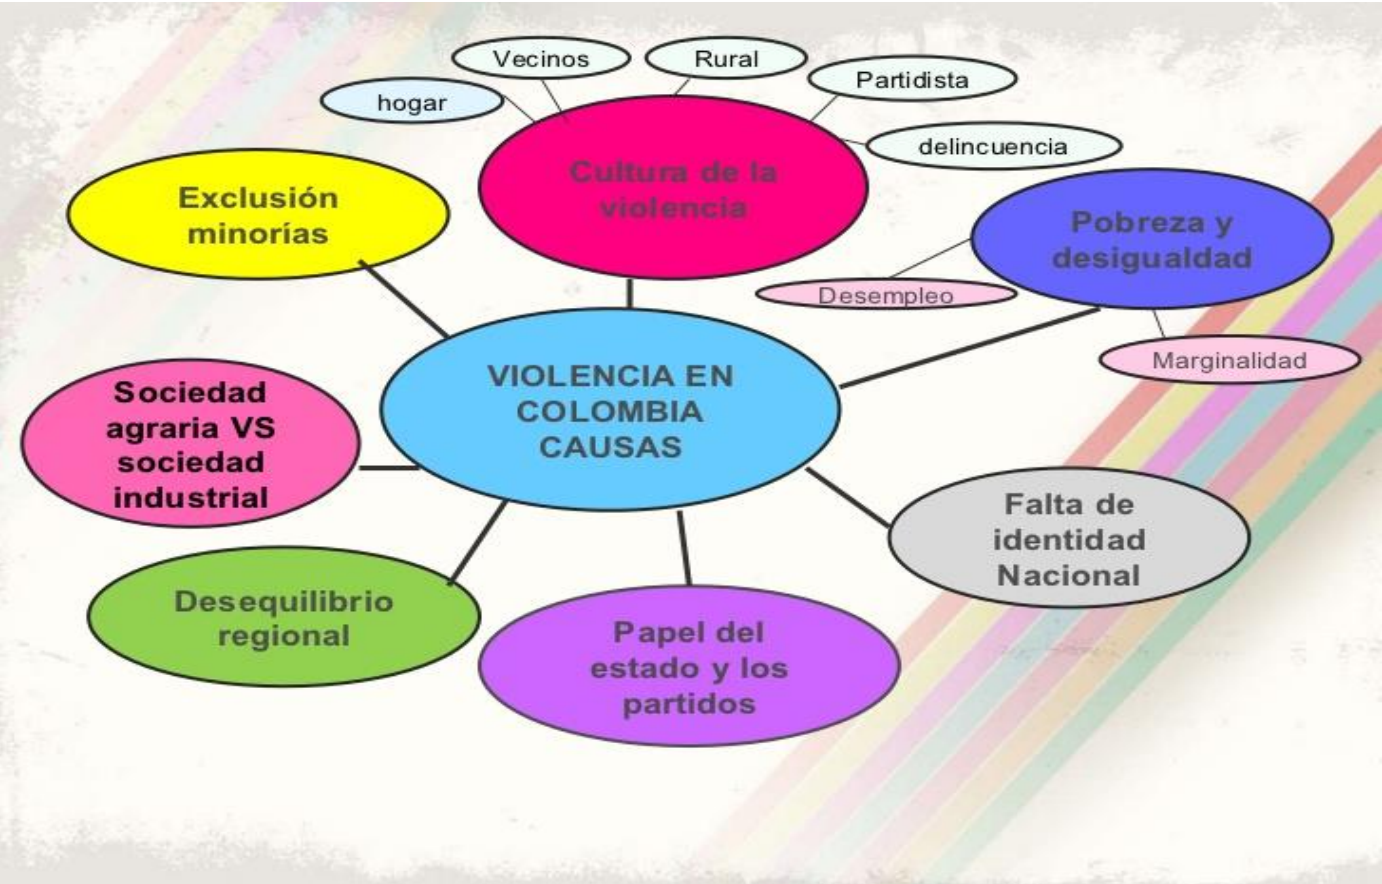 Vecinos
Rural
Partidista
hogar
delincuencia
Cultura de la
violencia
Exclusión
minorías
Pobreza y
desigualdad
Desempleo
Marginalidad
VIOLENCIA EN
COLOMBIA
CAUSAS
Sociedad
agraria VS
sociedad
industrial
Falta de
identidad
Nacional
Desequilibrio
regional
Papel del
estado y los
partidos